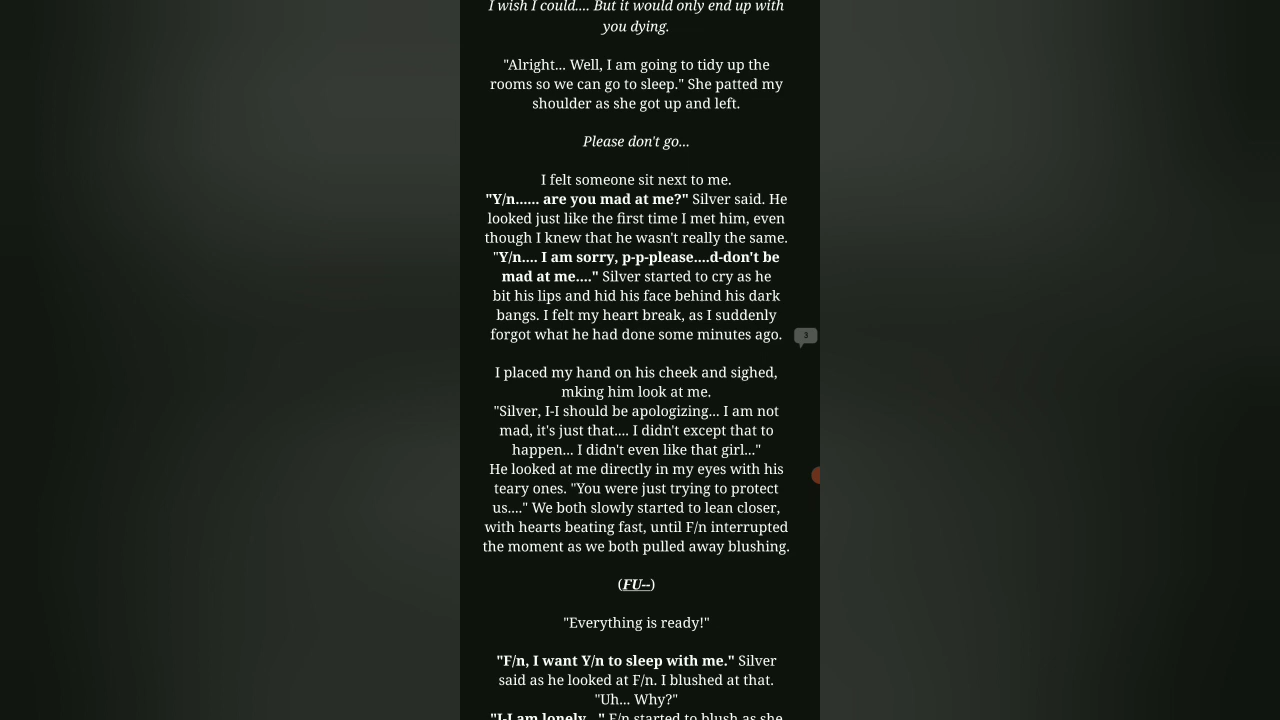 I wish I could.... But it would only end up with
you dying.
"Alright... Well, I am going to tidy up the
rooms so we can go to sleep." She patted my
shoulder as she got up and left.
Please don't go...
I felt someone sit next to me.
"Y/n...... are you mad at me?" Silver said. He
looked just like the first time I met him, even
though I knew that he wasn't really the same.
"Y/n.... I am sorry, p-p-please....d-don't be
mad at me...." Silver started to cry as he
bit his lips and hid his face behind his dark
bangs. I felt my heart break, as I suddenly
forgot what he had done some minutes ago.
3
I placed my hand on his cheek and sighed,
mking him look at me.
"Silver, I-I should be apologizing... I am not
mad, it's just that.... I didn't except that to
happen... I didn't even like that girl..."
He looked at me directly in my eyes with his
teary ones. "You were just trying to protect
us...." We both slowly started to lean closer,
with hearts beating fast, until F/n interrupted
the moment as we both pulled away blushing.
(FU--)
"Everything is ready!"
"F/n, I want Y/n to sleep with me." Silver
said as he looked at F/n. I blushed at that.
"Uh... Why?"
"I-I am lonely..." F/n started to blush as she